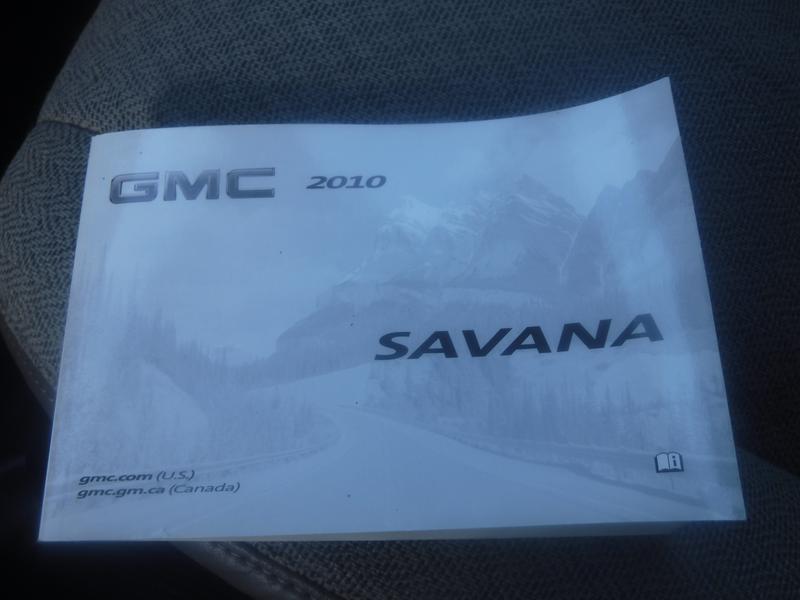 GMC 2010
SAVANA
gmc.com (U.S.)
gmc.gm.ca (Canada)
i